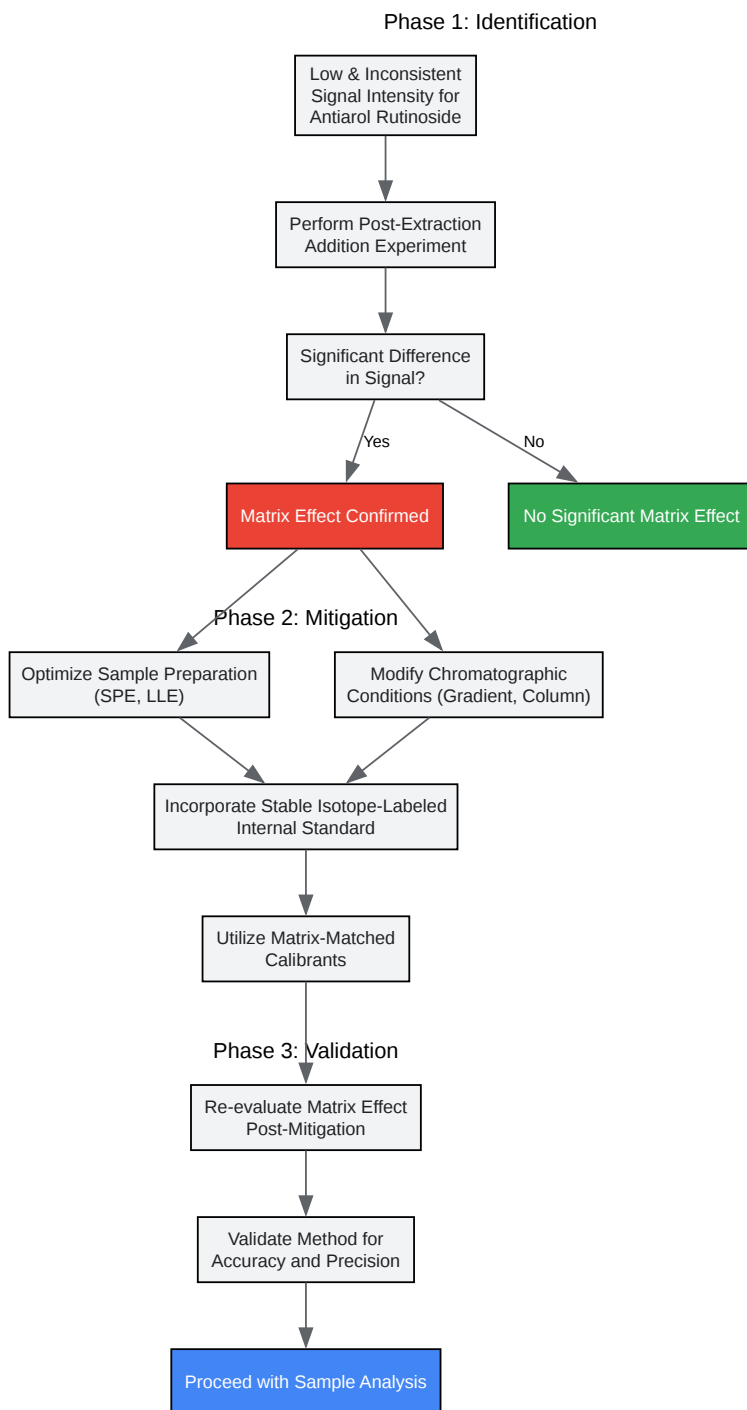 Phase 1: Identification
Low & Inconsistent
Signal Intensity for
Antiarol Rutinoside
Perform Post-Extraction
Addition Experiment
Significant Difference
in Signal?
Yes
No
Matrix Effect Confirmed
No Significant Matrix Effect
Phase 2: Mitigation
Optimize Sample Preparation
(SPE, LLE)
Modify Chromatographic
Conditions (Gradient, Column)
Incorporate Stable Isotope-Labeled
Internal Standard
Utilize Matrix-Matched
Calibrants
Phase 3: Validation
Re-evaluate Matrix Effect
Post-Mitigation
Validate Method for
Accuracy and Precision
Proceed with Sample Analysis